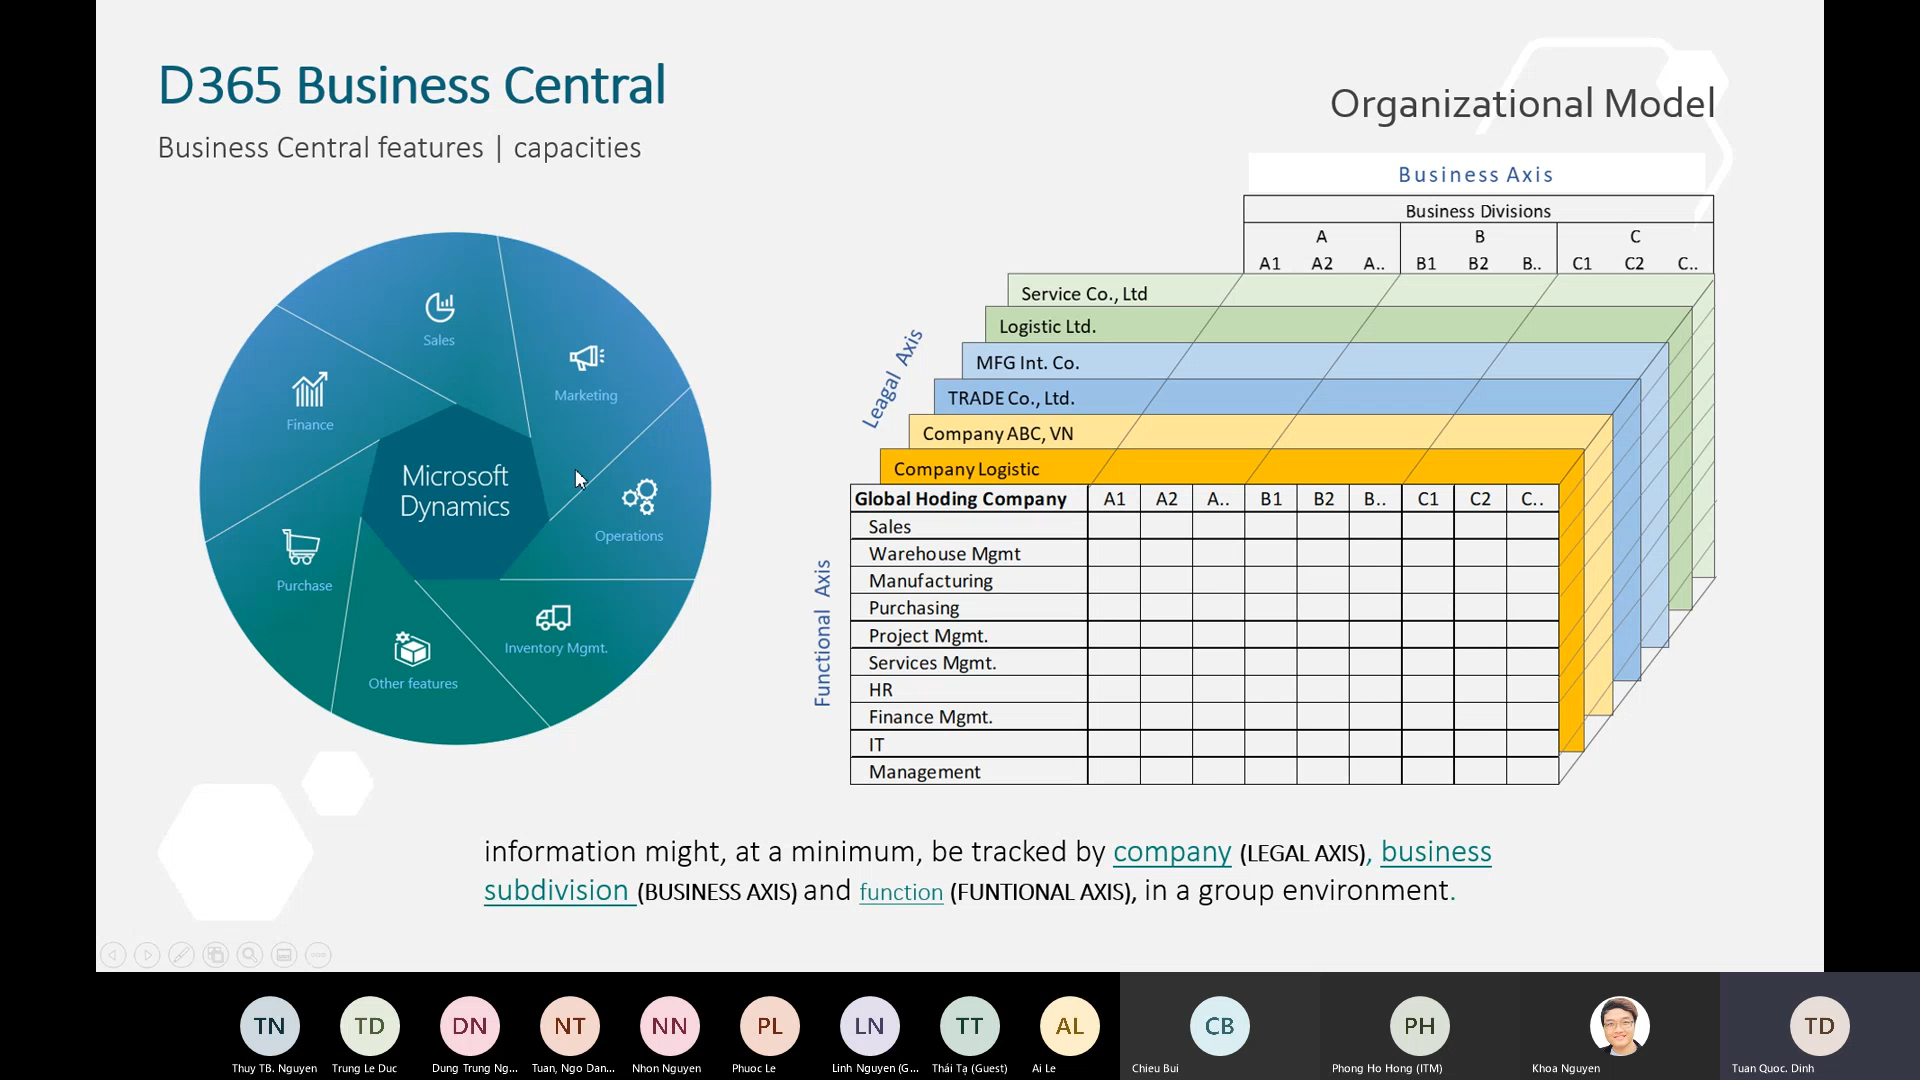 D365 Business Central
Business Central features | capacities
Organizational Model
Business Axis
Business Divisions
A B C
A1 A2 A.. B1 B2 B.. C1 C2 C..
Service Co., Ltd
Logistic Ltd.
MFG Int. Co.
TRADE Co., Ltd.
Company ABC, VN
Company Logistic
Leagal Axis
Functional Axis
Global Hoding Company A1 A2 A.. B1 B2 B.. C1 C2 C..
Sales
Warehouse Mgmt
Manufacturing
Purchasing
Project Mgmt.
Services Mgmt.
HR
Finance Mgmt.
IT
Management
Sales
Marketing
Finance
Microsoft
Dynamics
Operations
Purchase
Inventory Mgmt.
Other features
information might, at a minimum, be tracked by company (LEGAL AXIS), business
subdivision (BUSINESS AXIS) and function (FUNTIONAL AXIS), in a group environment.
TN TD DN NT NN PL LN TT AL CB PH TD
Thuy TB. Nguyen Trung Le Duc Dung Trung Ng... Tuan, Ngo Dan... Nhon Nguyen Phuoc Le Linh Nguyen (G... Thái Tạ (Guest) Ai Le Chieu Bui Phong Ho Hong (ITM) Khoa Nguyen Tuan Quoc. Dinh